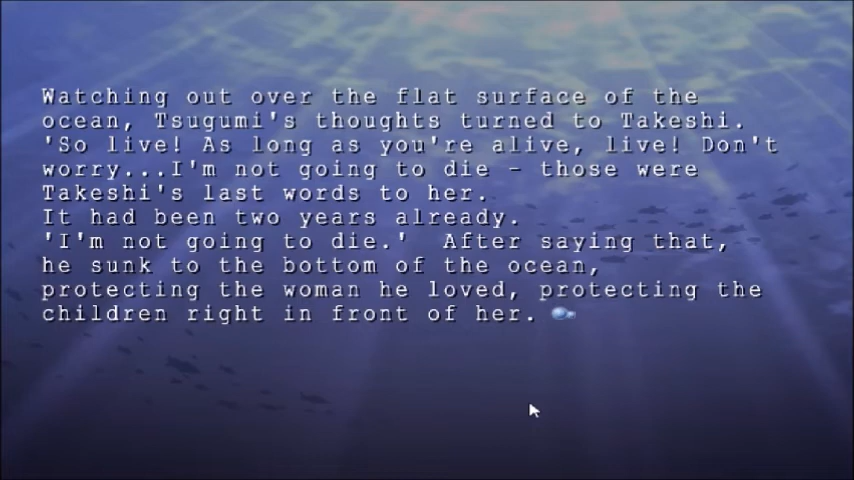 Watching out over the flat surface of the
ocean, Tsugumi's thoughts turned to Takeshi.
'So live! As long as you're alive, live! Don't
worry...I'm not going to die - those were
Takeshi's last words to her.
It had been two years already.
'I'm not going to die.'  After saying that,
he sunk to the bottom of the ocean,
protecting the woman he loved, protecting the
children right in front of her.